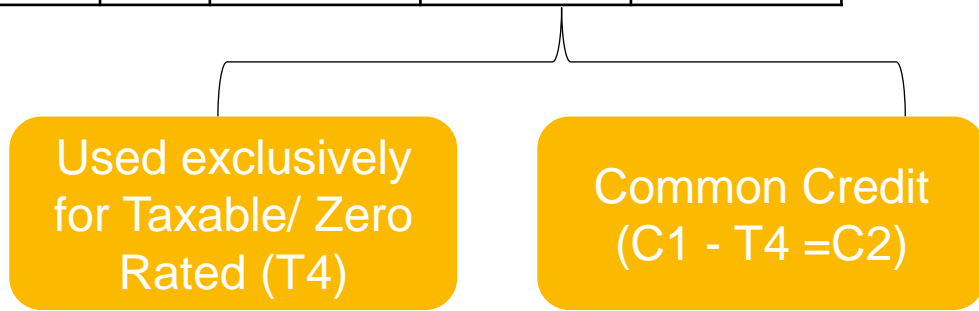 Used exclusively
for Taxable/ Zero
Rated (T4)
Common Credit
(C1 - T4 =C2)